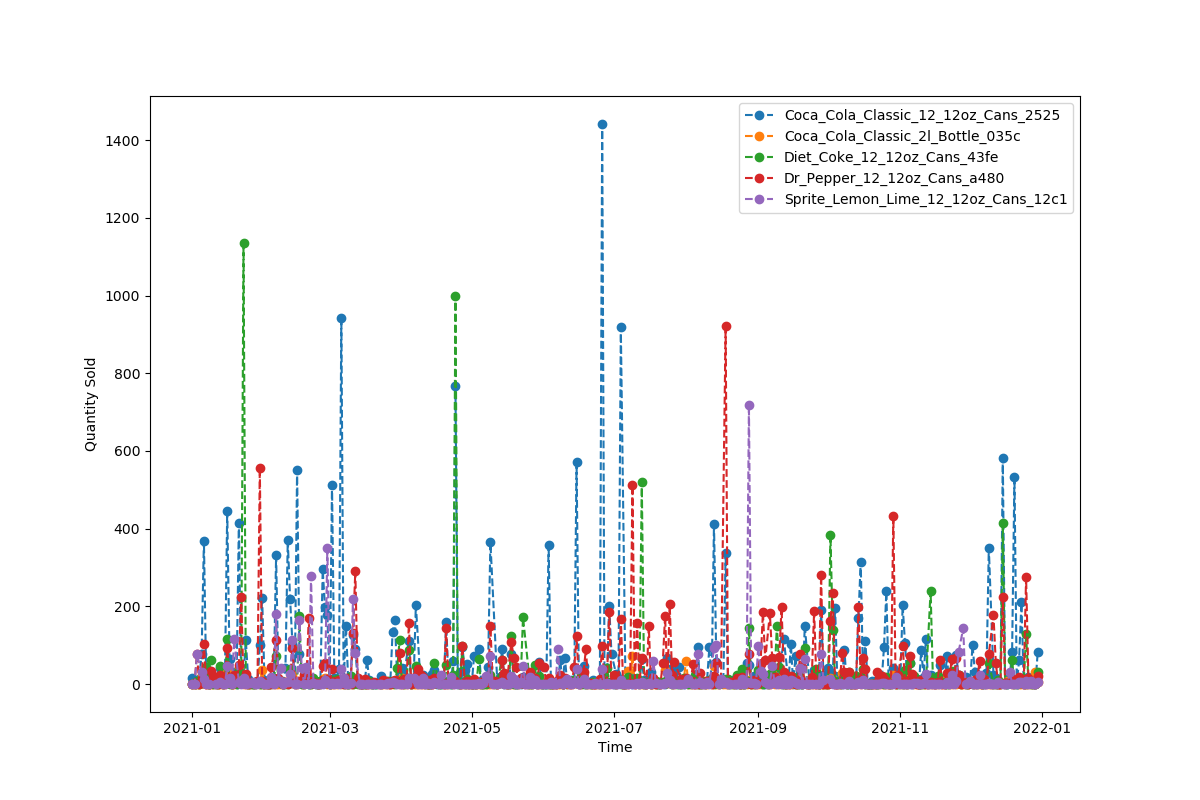 Coca_Cola_Classic_12_12oz_Cans_2525
Coca_Cola_Classic_2l_Bottle_035c
Diet_Coke_12_12oz_Cans_43fe
Dr_Pepper_12_12oz_Cans_a480
Sprite_Lemon_Lime_12_12oz_Cans_12c1
1400
1200
1000
800
600
400
200
0
Quantity Sold
2021-01 2021-03 2021-05 2021-07 2021-09 2021-11 2022-01
Time